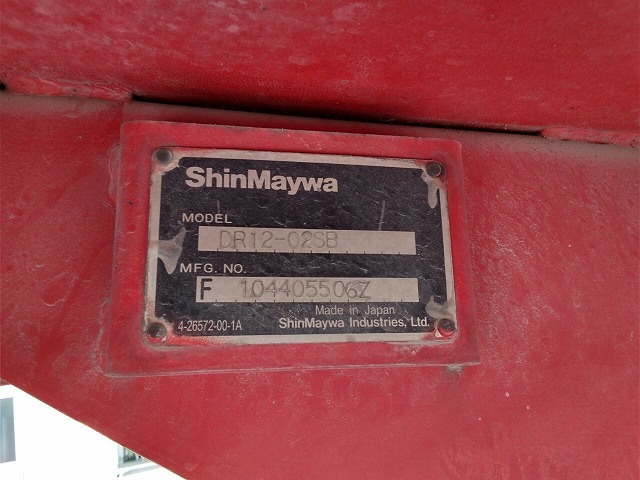 ShinMaywa
MODEL
DR12-02SB
MFG. NO.
F 104405506Z
Made in Japan
4-26572-00-1A ShinMaywa Industries, Ltd.